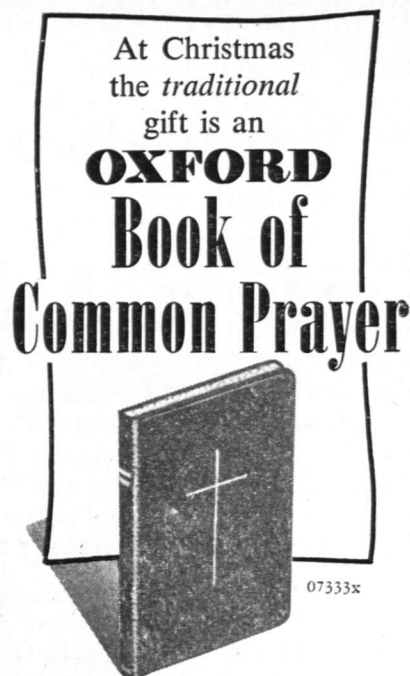 At Christmas
the traditional
gift is an
OXFORD
Book of
Common Prayer
07333x